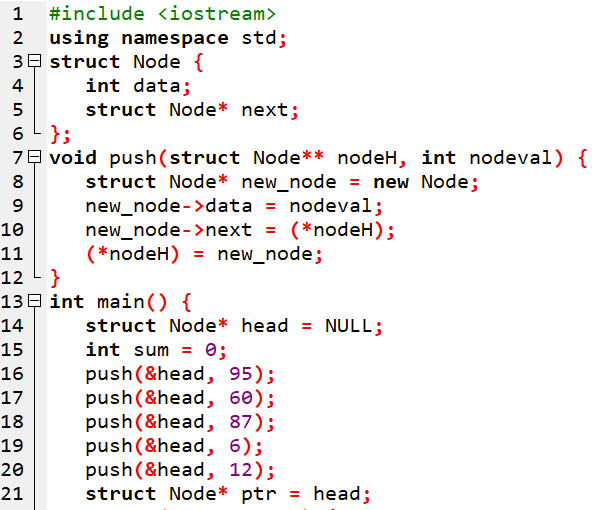 1 #include <iostream>
2 using namespace std;
3 struct Node {
4 int data;
5 struct Node* next;
6 };
7 void push(struct Node** nodeH, int nodeval) {
8 struct Node* new_node = new Node;
9 new_node->data = nodeval;
10 new_node->next = (*nodeH);
11 (*nodeH) = new_node;
12 }
13 int main() {
14 struct Node* head = NULL;
15 int sum = 0;
16 push(&head, 95);
17 push(&head, 60);
18 push(&head, 87);
19 push(&head, 6);
20 push(&head, 12);
21 struct Node* ptr = head;